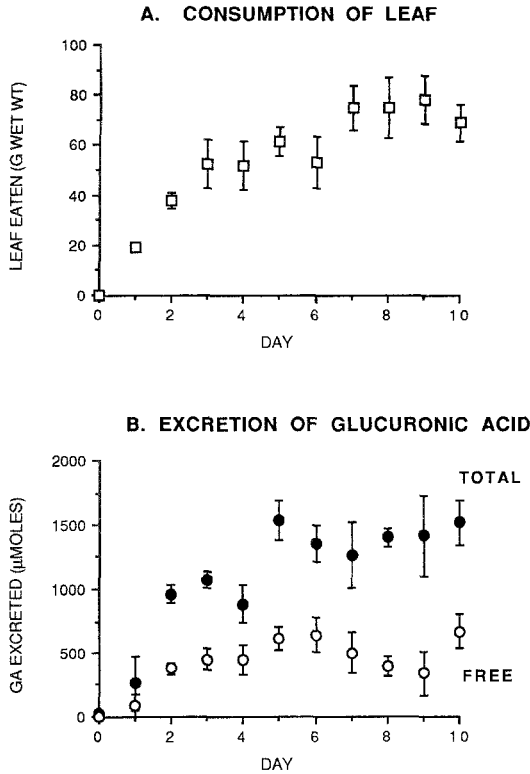 A. CONSUMPTION OF LEAF
LEAF EATEN (G WET WT)
100
80
60
40
20
0
0 2 4 6 8 10
DAY
B. EXCRETION OF GLUCURONIC ACID
GA EXCRETED (µMOLES)
2000
1500
1000
500
0
TOTAL
FREE
0 2 4 6 8 10
DAY